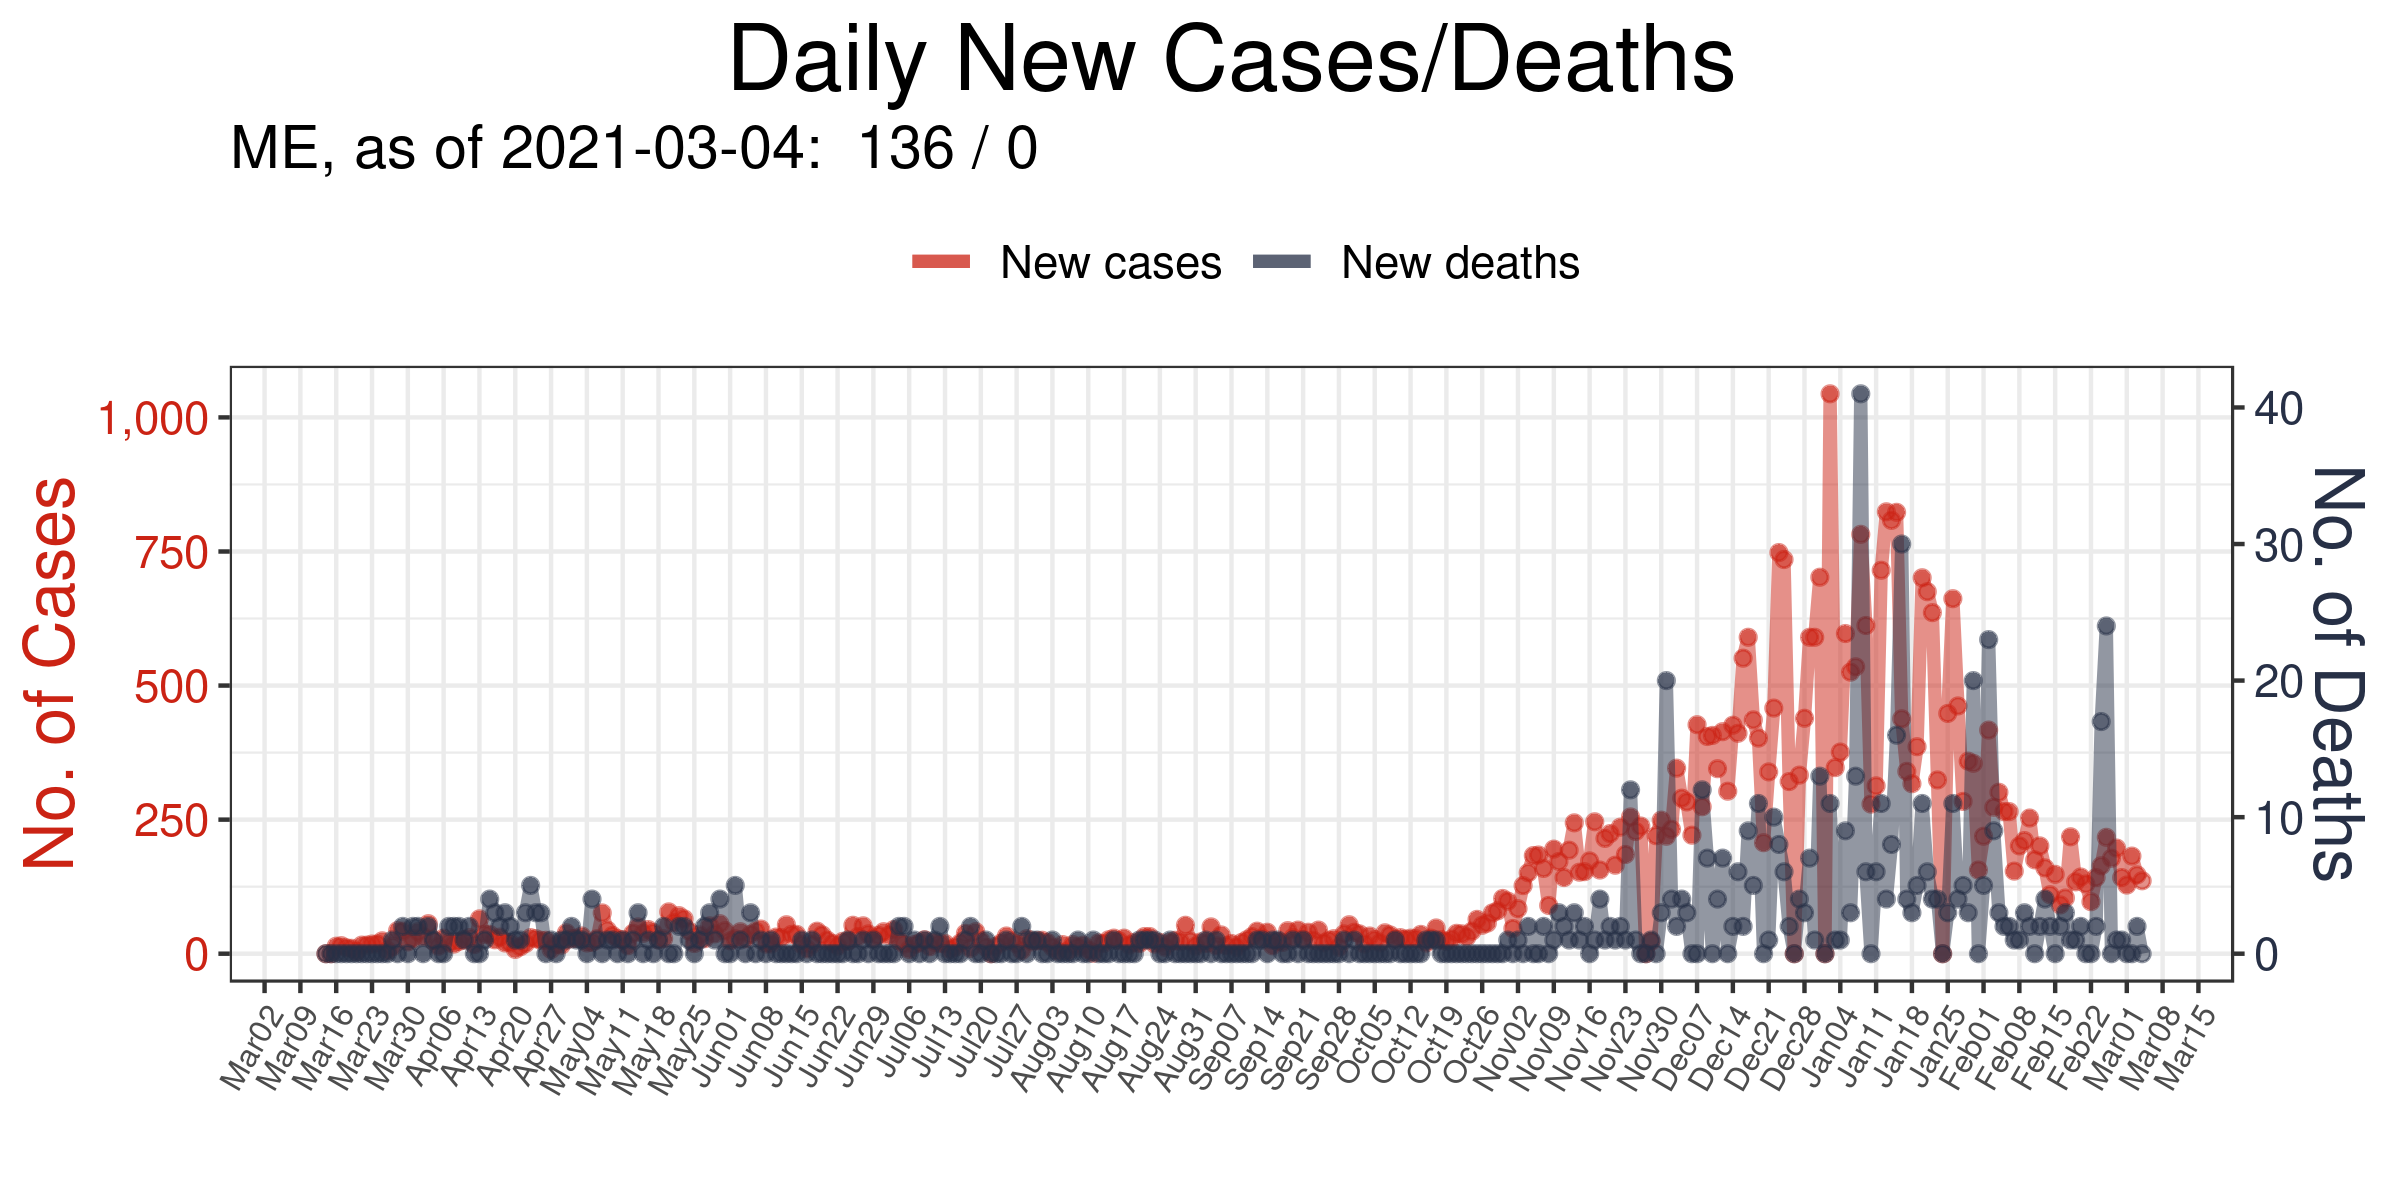 Daily New Cases/Deaths
ME, as of 2021-03-04:  136 / 0
New cases
New deaths
No. of Cases
1,000
750
500
250
0
40
30
20
10
0
No. of Deaths
Mar02
Mar09
Mar16
Mar23
Mar30
Apr06
Apr13
Apr20
Apr27
May04
May11
May18
May25
Jun01
Jun08
Jun15
Jun22
Jun29
Jul06
Jul13
Jul20
Jul27
Aug03
Aug10
Aug17
Aug24
Aug31
Sep07
Sep14
Sep21
Sep28
Oct05
Oct12
Oct19
Oct26
Nov02
Nov09
Nov16
Nov23
Nov30
Dec07
Dec14
Dec21
Dec28
Jan04
Jan11
Jan18
Jan25
Feb01
Feb08
Feb15
Feb22
Mar01
Mar08
Mar15